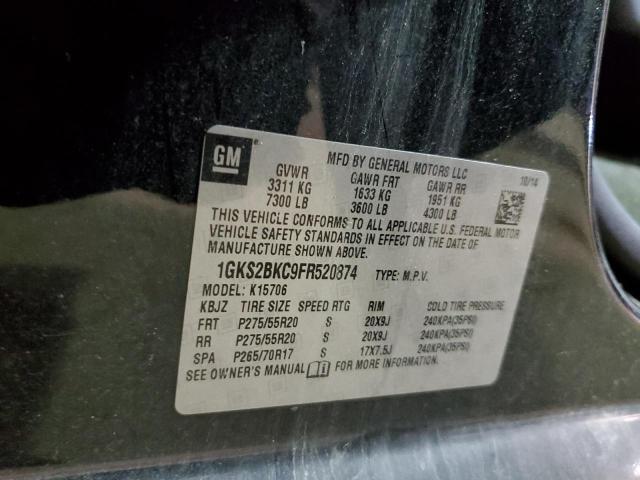 GM
MFD BY GENERAL MOTORS LLC
10/14
GVWR GAWR FRT GAWR RR
3311 KG 1633 KG 1951 KG
7300 LB 3600 LB 4300 LB
THIS VEHICLE CONFORMS TO ALL APPLICABLE U.S. FEDERAL MOTOR
VEHICLE SAFETY STANDARDS IN EFFECT ON THE DATE OF
MANUFACTURE SHOWN ABOVE.
1GKS2BKC9FR520874 TYPE: M.P.V.
MODEL: K15706
KBJZ TIRE SIZE SPEED RTG RIM COLD TIRE PRESSURE
FRT P275/55R20 S 20X9J 240KPA(35PSI)
RR P275/55R20 S 20X9J 240KPA(35PSI)
SPA P265/70R17 S 17X7.5J 240KPA(35PSI)
SEE OWNER'S MANUAL FOR MORE INFORMATION.